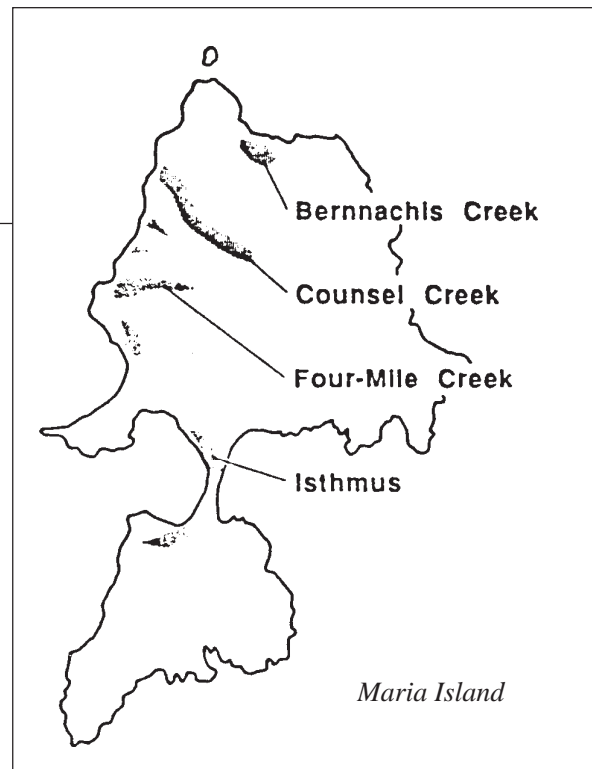 Bernnachis Creek
Counsel Creek
Four-Mile Creek
Isthmus
Maria Island